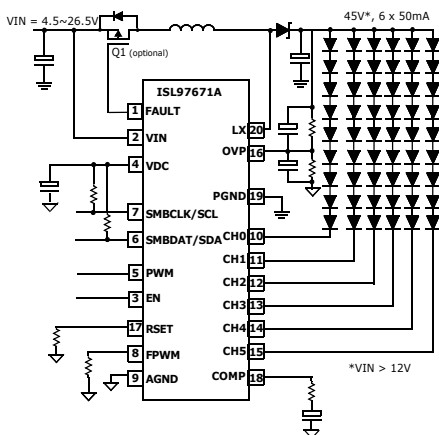 VIN = 4.5~26.5V
45V*, 6 x 50mA
Q1 (optional)
ISL97671A
1 FAULT
2 VIN
4 VDC
7 SMBCLK/SCL
6 SMBDAT/SDA
5 PWM
3 EN
17 RSET
8 FPWM
9 AGND
LX 20
OVP 16
PGND 19
CH0 10
CH1 11
CH2 12
CH3 13
CH4 14
CH5 15
COMP 18
*VIN > 12V